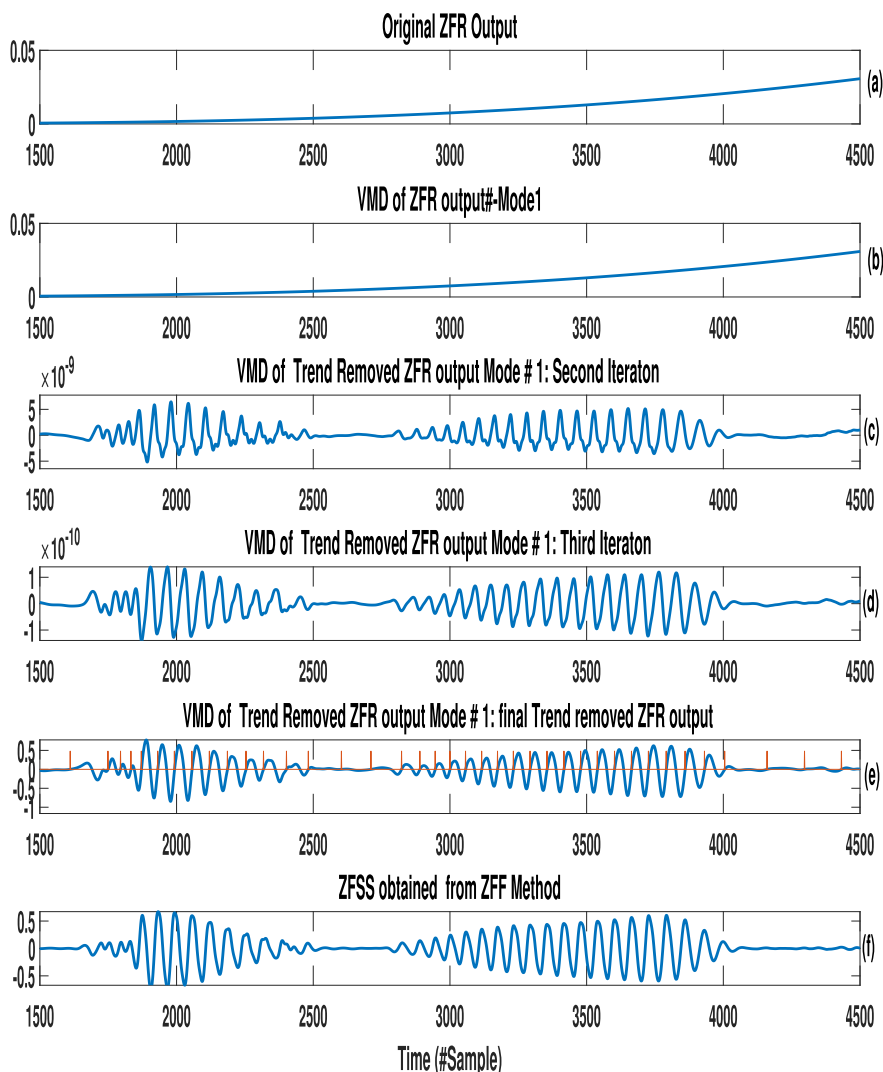 Original ZFR Output
0.05
0
(a)
1500 2000 2500 3000 3500 4000 4500
VMD of ZFR output#-Mode1
0.05
0
(b)
1500 2000 2500 3000 3500 4000 4500
VMD of Trend Removed ZFR output Mode # 1: Second Iteraton
×10-9
5
0
-5
(c)
1500 2000 2500 3000 3500 4000 4500
VMD of Trend Removed ZFR output Mode # 1: Third Iteraton
×10-10
1
0
-1
(d)
1500 2000 2500 3000 3500 4000 4500
VMD of Trend Removed ZFR output Mode # 1: final Trend removed ZFR output
0.5
0
-0.5
-1
(e)
1500 2000 2500 3000 3500 4000 4500
ZFSS obtained from ZFF Method
0.5
0
-0.5
(f)
1500 2000 2500 3000 3500 4000 4500
Time (#Sample)